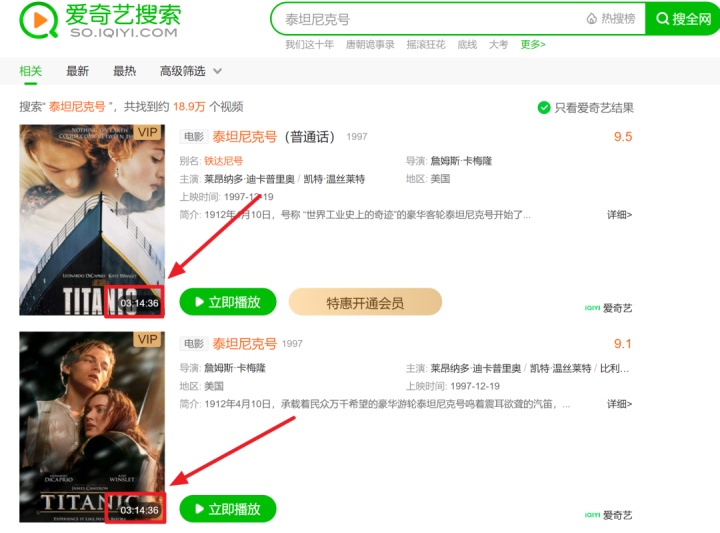 爱奇艺搜索
SO.IQIYI.COM
泰坦尼克号
热搜榜
搜全网
我们这十年 唐朝诡事录 摇滚狂花 底线 大考 更多>
相关 最新 最热 高级筛选
搜索“ 泰坦尼克号 ”，共找到约 18.9万 个视频
只看爱奇艺结果
VIP
NOTHING ON EARTH
COULD COME BETWEEN THEM
LEONARDO DICAPRIO KATE WINSLET
TITANIC
03:14:36
电影 泰坦尼克号（普通话） 1997
9.5
别名: 铁达尼号
导演: 詹姆斯·卡梅隆
主演: 莱昂纳多·迪卡普里奥 / 凯特·温丝莱特
地区: 美国
上映时间: 1997-12-19
简介: 1912年4月10日，号称 “世界工业史上的奇迹”的豪华客轮泰坦尼克号开始了...
详细>
立即播放
特惠开通会员
iQIYI 爱奇艺
VIP
LEONARDO DICAPRIO
KATE WINSLET
JAMES CAMERON
TITANIC
EXPERIENCE IT LIKE NEVER BEFORE
03:14:36
电影 泰坦尼克号 1997
9.1
导演: 詹姆斯·卡梅隆
主演: 莱昂纳多·迪卡普里奥 / 凯特·温丝莱特 / 比利...
地区: 美国
上映时间: 1997-12-19
简介: 1912年4月10日，承载着民众万千希望的豪华游轮泰坦尼克号鸣着震耳欲聋的汽笛，...
详细>
立即播放
iQIYI 爱奇艺